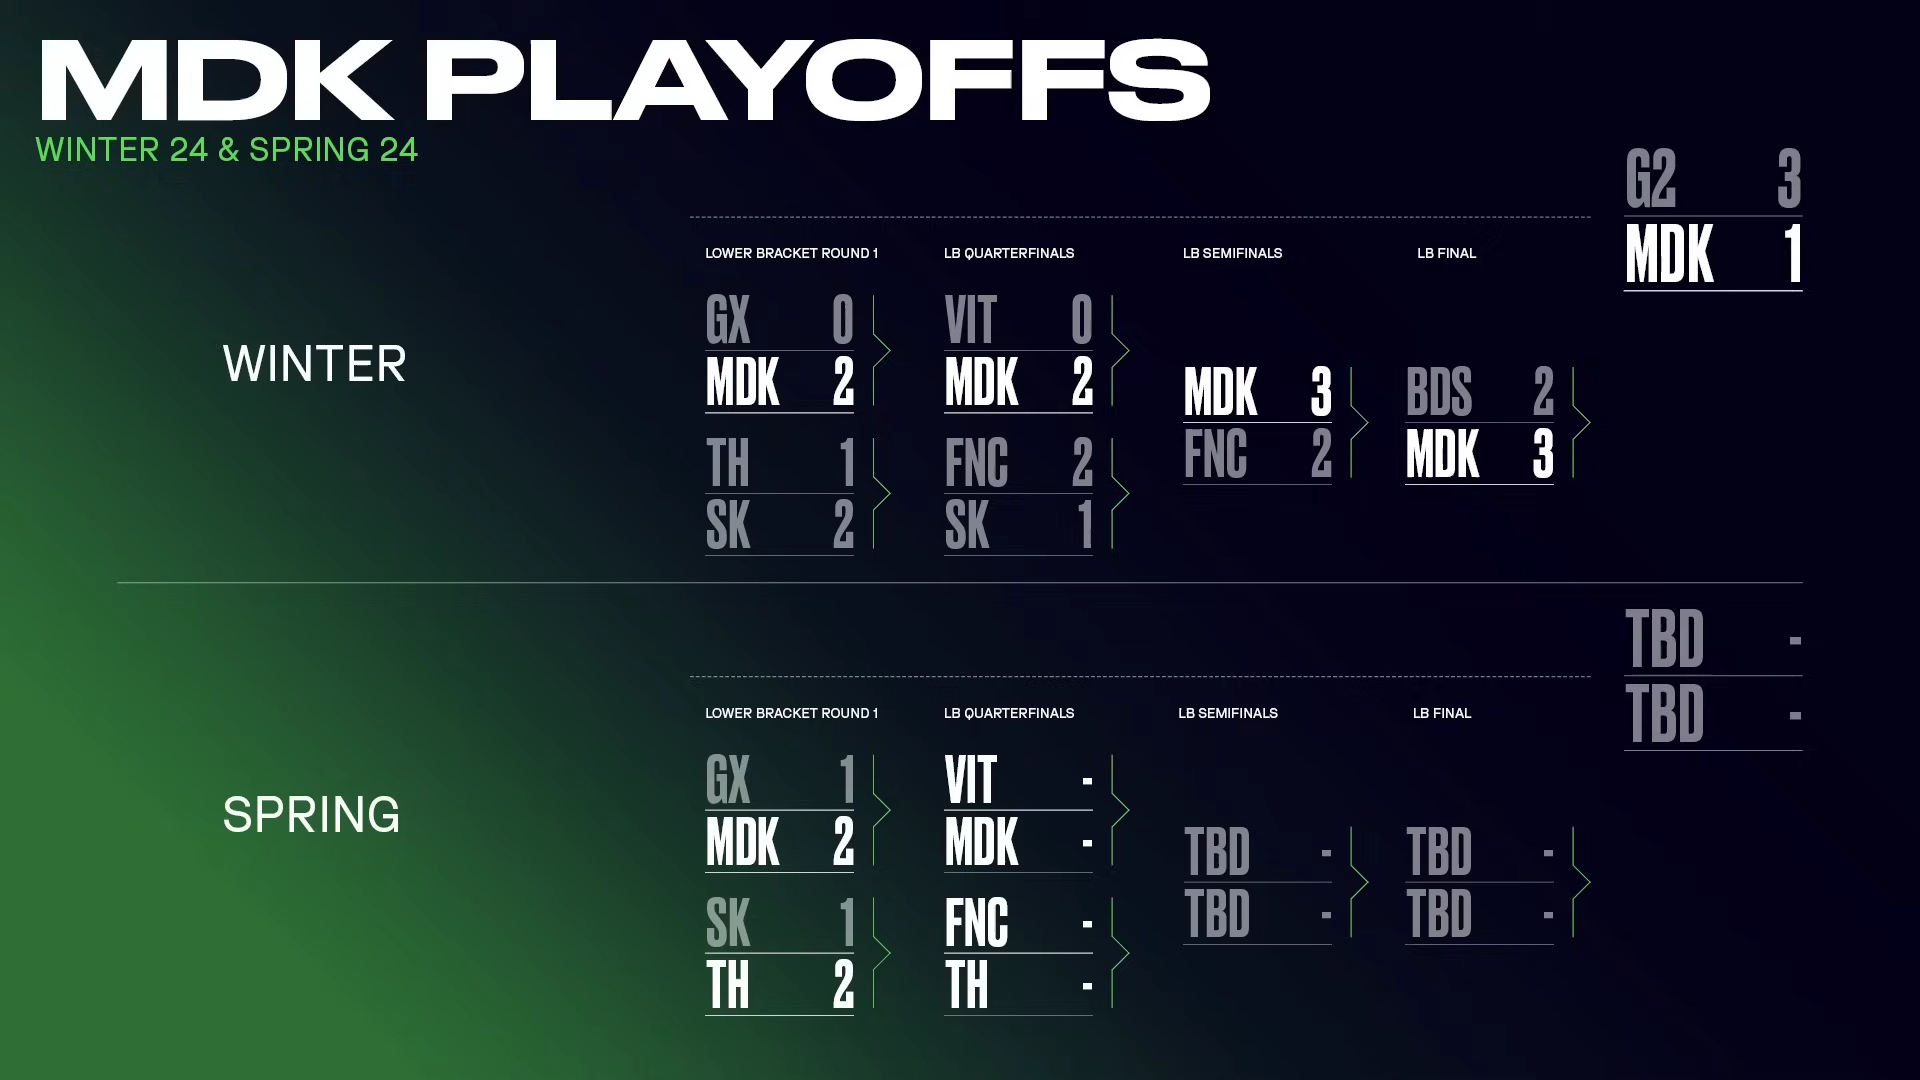 MDK PLAYOFFS
WINTER 24 & SPRING 24
G2 3
MDK 1
LOWER BRACKET ROUND 1
LB QUARTERFINALS
LB SEMIFINALS
LB FINAL
WINTER
GX 0
MDK 2
TH 1
SK 2
VIT 0
MDK 2
FNC 2
SK 1
MDK 3
FNC 2
BDS 2
MDK 3
TBD -
TBD -
LOWER BRACKET ROUND 1
LB QUARTERFINALS
LB SEMIFINALS
LB FINAL
SPRING
GX 1
MDK 2
SK 1
TH 2
VIT -
MDK -
FNC -
TH -
TBD -
TBD -
TBD -
TBD -